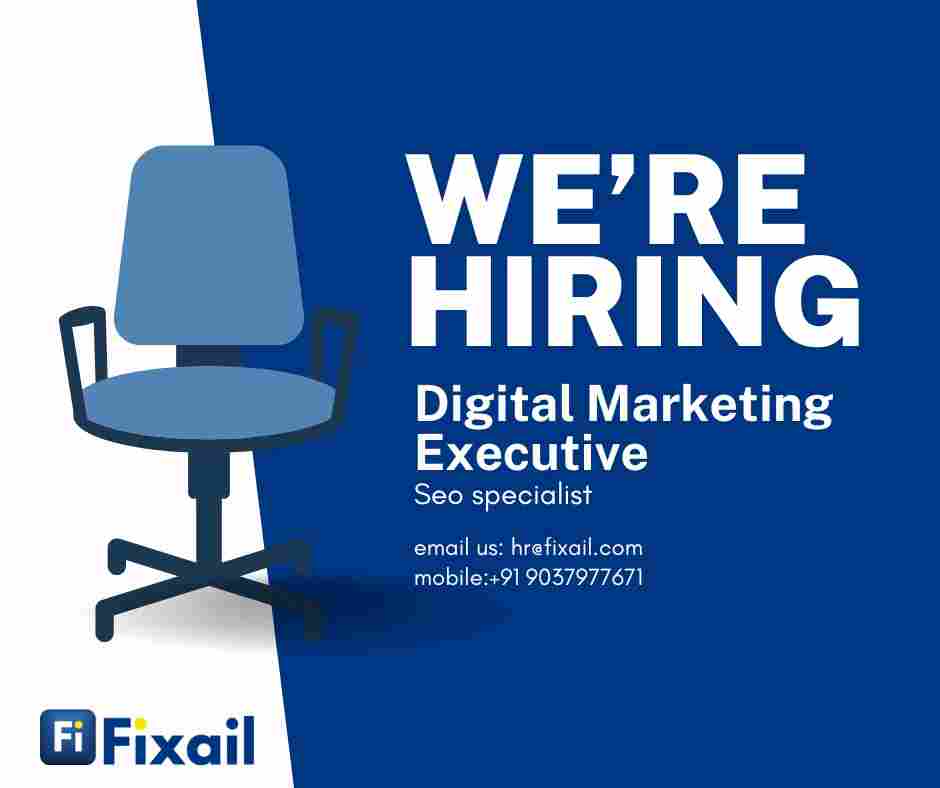 WE'RE
HIRING
Digital Marketing
Executive
Seo specialist
email us: hr@fixail.com
mobile:+91 9037977671
Fi Fixail